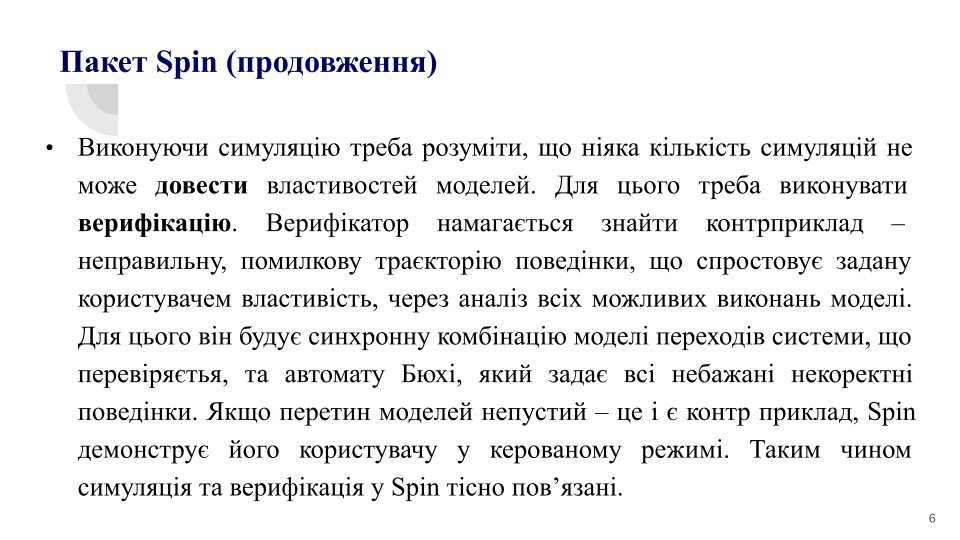 Пакет Spin (продовження)
• Виконуючи симуляцію треба розуміти, що ніяка кількість симуляцій не
може довести властивостей моделей. Для цього треба виконувати
верифікацію. Верифікатор намагається знайти контрприклад –
неправильну, помилкову траєкторію поведінки, що спростовує задану
користувачем властивість, через аналіз всіх можливих виконань моделі.
Для цього він будує синхронну комбінацію моделі переходів системи, що
перевіряєтья, та автомату Бюхі, який задає всі небажані некоректні
поведінки. Якщо перетин моделей непустий – це і є контр приклад, Spin
демонструє його користувачу у керованому режимі. Таким чином
симуляція та верифікація у Spin тісно пов’язані.
6